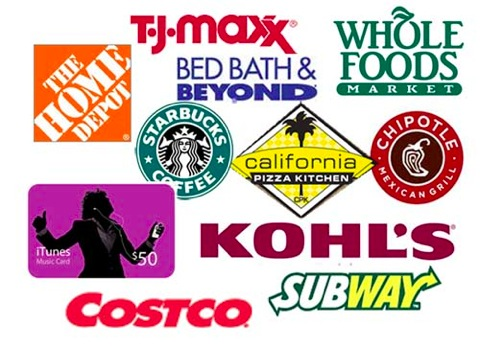 T·J·maxx®
WHOLE
FOODS
MARKET
THE
HOME
DEPOT
®
BED BATH &
BEYOND
STARBUCKS
COFFEE
california
PIZZA KITCHEN
CPK
CHIPOTLE
MEXICAN GRILL
iTunes
Music Card
$50
KOHL'S
SUBWAY
COSTCO